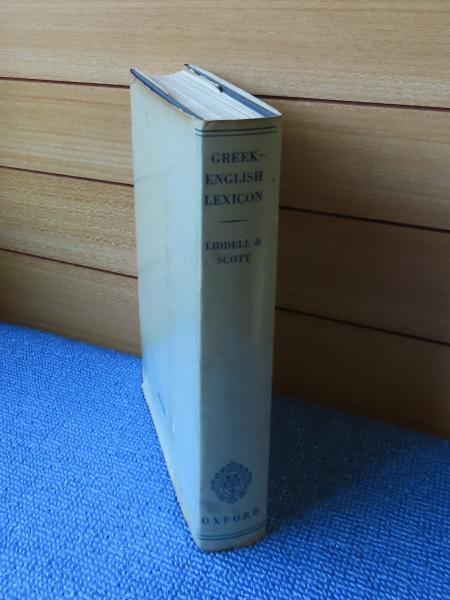 GREEK-
ENGLISH
LEXICON
LIDDELL &
SCOTT
OXFORD